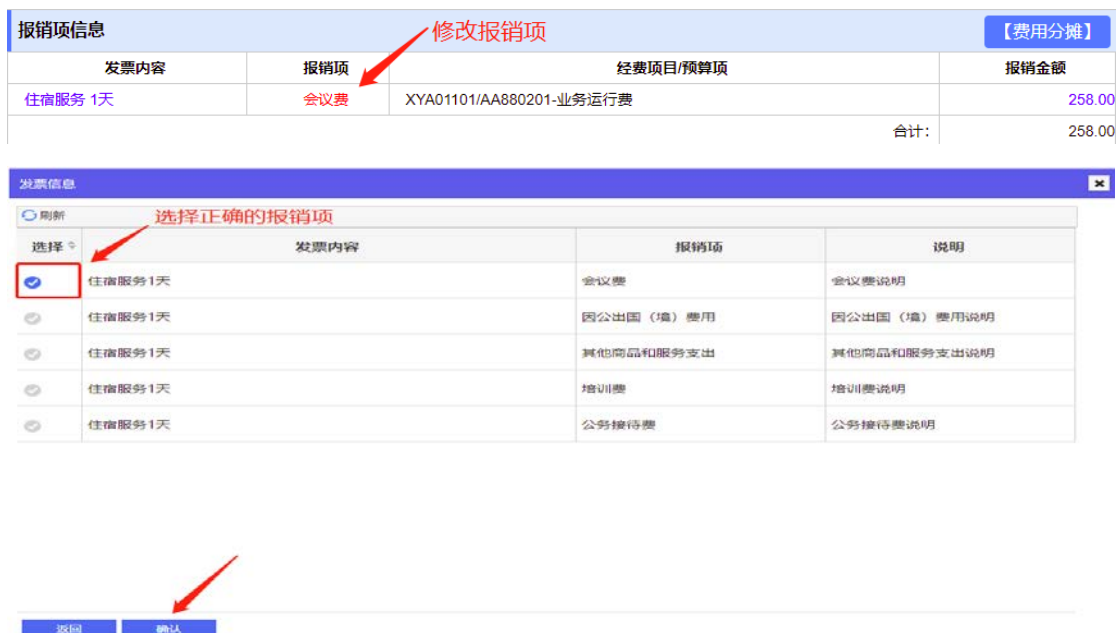 报销项信息 修改报销项 【费用分摊】
发票内容 报销项 经费项目/预算项 报销金额
住宿服务 1天 会议费 XYA01101/AA880201-业务运行费 258.00
合计： 258.00
发票信息
刷新 选择正确的报销项
选择 发票内容 报销项 说明
住宿服务1天 会议费 会议费说明
住宿服务1天 因公出国（境）费用 因公出国（境）费用说明
住宿服务1天 其他商品和服务支出 其他商品和服务支出说明
住宿服务1天 培训费 培训费说明
住宿服务1天 公务接待费 公务接待费说明
返回 确认